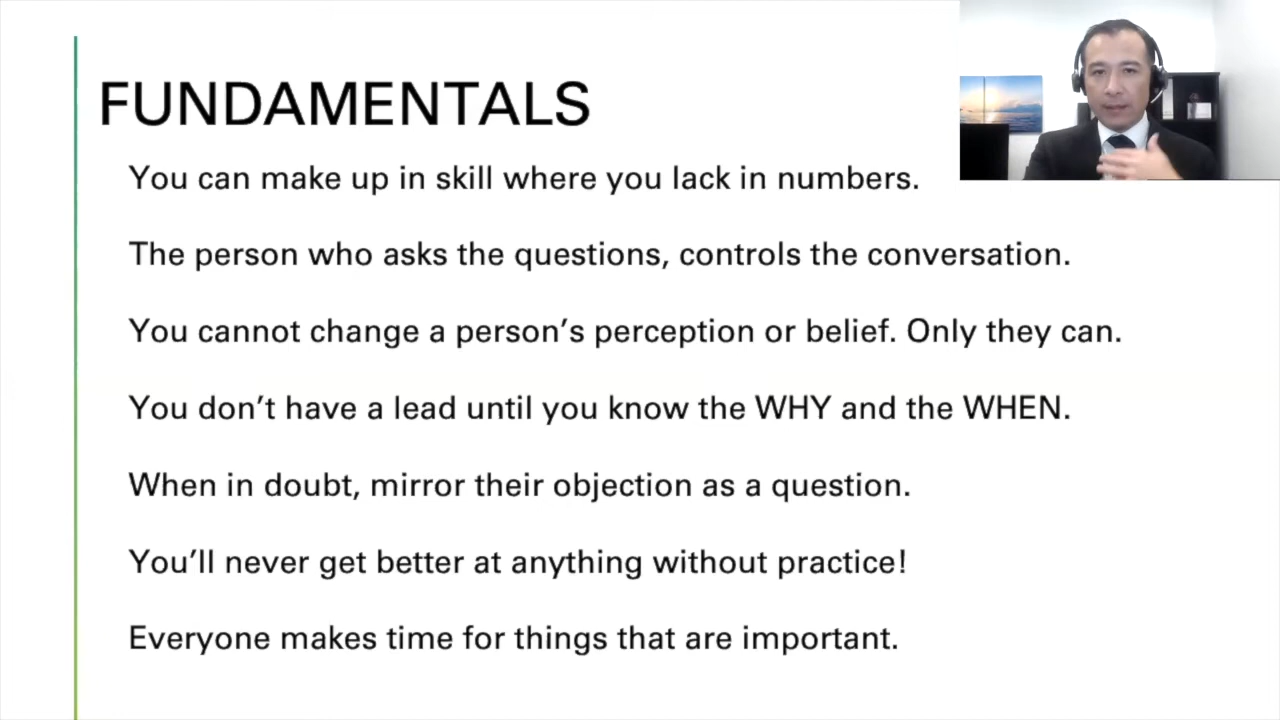 FUNDAMENTALS
You can make up in skill where you lack in numbers.
The person who asks the questions, controls the conversation.
You cannot change a person’s perception or belief. Only they can.
You don’t have a lead until you know the WHY and the WHEN.
When in doubt, mirror their objection as a question.
You’ll never get better at anything without practice!
Everyone makes time for things that are important.